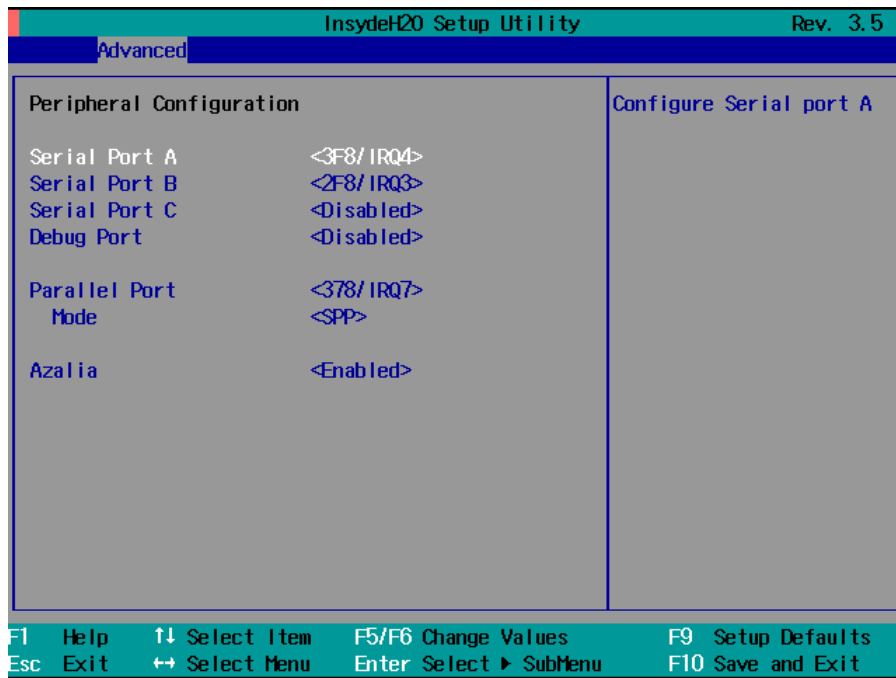 InsydeH2O Setup Utility Rev. 3.5
Advanced
Peripheral Configuration
Configure Serial port A
Serial Port A <3F8/IRQ4>
Serial Port B <2F8/IRQ3>
Serial Port C <Disabled>
Debug Port <Disabled>
Parallel Port <378/IRQ7>
Mode <SPP>
Azalia <Enabled>
F1 Help ↑↓ Select Item F5/F6 Change Values F9 Setup Defaults
Esc Exit ↔ Select Menu Enter Select ▶ SubMenu F10 Save and Exit